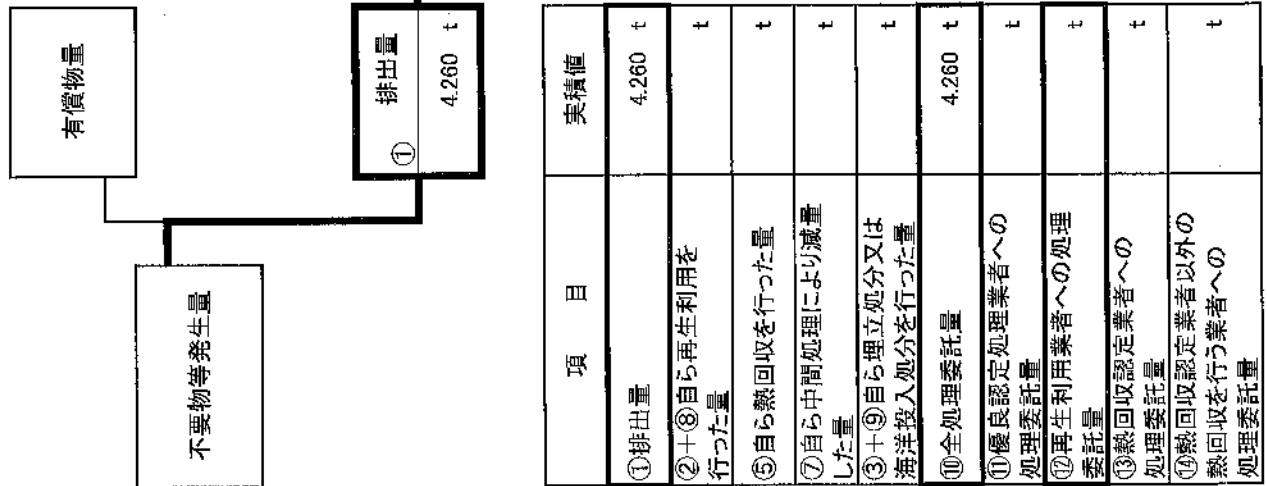 有償物量
不要物等発生量
① 排出量
4.260 t
項 目 実績値
①排出量 4.260 t
②+⑧自ら再生利用を
行った量 t
⑤自ら熱回収を行った量 t
⑦自ら中間処理により減量
した量 t
③+⑨自ら埋立処分又は
海洋投入処分を行った量 t
⑩全処理委託量 4.260 t
⑪優良認定処理業者への
処理委託量 t
⑫再生利用業者への処理
委託量 t
⑬熱回収認定業者への
処理委託量 t
⑭熱回収認定業者以外の
熱回収を行う業者への
処理委託量 t